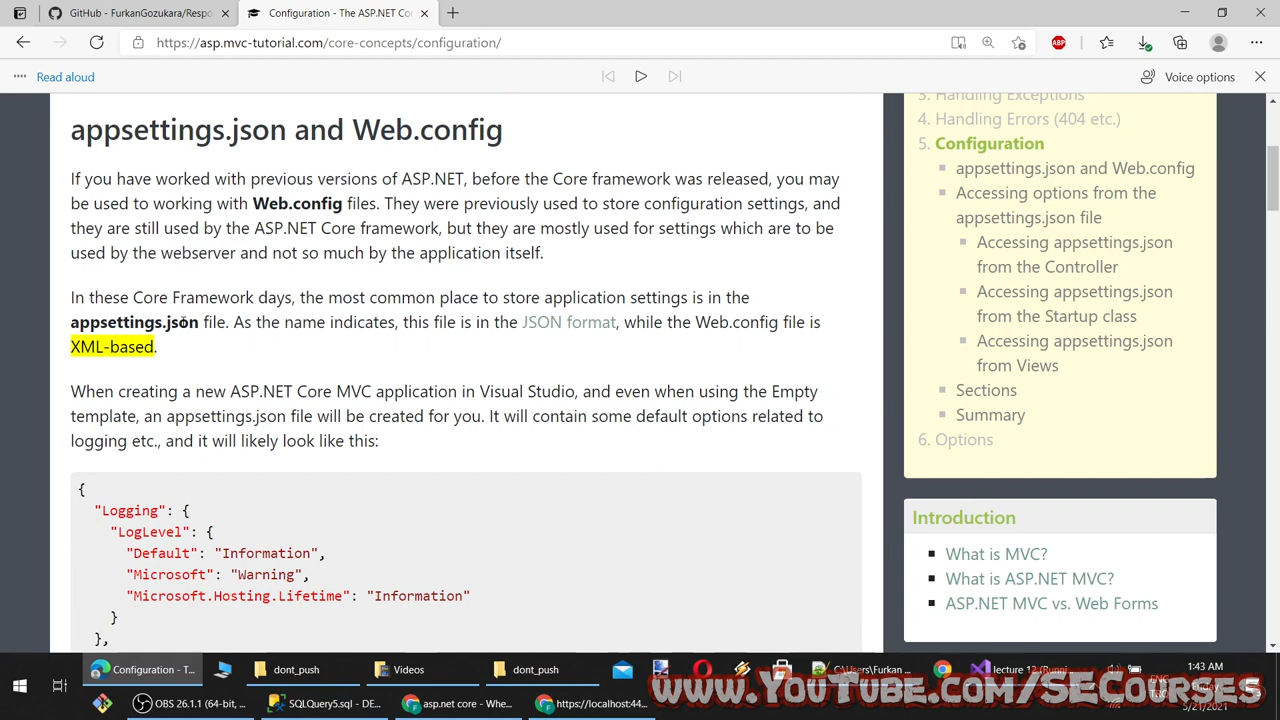 GitHub - FurkanGozukara/Respo
Configuration - The ASP.NET Co
https://asp.mvc-tutorial.com/core-concepts/configuration/
ABP
Read aloud
Voice options
appsettings.json and Web.config
If you have worked with previous versions of ASP.NET, before the Core framework was released, you may
be used to working with Web.config files. They were previously used to store configuration settings, and
they are still used by the ASP.NET Core framework, but they are mostly used for settings which are to be
used by the webserver and not so much by the application itself.
In these Core Framework days, the most common place to store application settings is in the
appsettings.json file. As the name indicates, this file is in the JSON format, while the Web.config file is
XML-based.
When creating a new ASP.NET Core MVC application in Visual Studio, and even when using the Empty
template, an appsettings.json file will be created for you. It will contain some default options related to
logging etc., and it will likely look like this:
{
"Logging": {
"LogLevel": {
"Default": "Information",
"Microsoft": "Warning",
"Microsoft.Hosting.Lifetime": "Information"
}
},
3. Handling Exceptions
4. Handling Errors (404 etc.)
5. Configuration
appsettings.json and Web.config
Accessing options from the
appsettings.json file
Accessing appsettings.json
from the Controller
Accessing appsettings.json
from the Startup class
Accessing appsettings.json
from Views
Sections
Summary
6. Options
Introduction
What is MVC?
What is ASP.NET MVC?
ASP.NET MVC vs. Web Forms
Configuration - T...
dont_push
Videos
dont_push
C:\Users\Furkan ...
lecture 12 (Runni
1:43 AM
OBS 26.1.1 (64-bit, ...
SQLQuery5.sql - DE...
asp.net core - Whe...
https://localhost:44...
5/21/2021
www.YouTube.com/SECourses